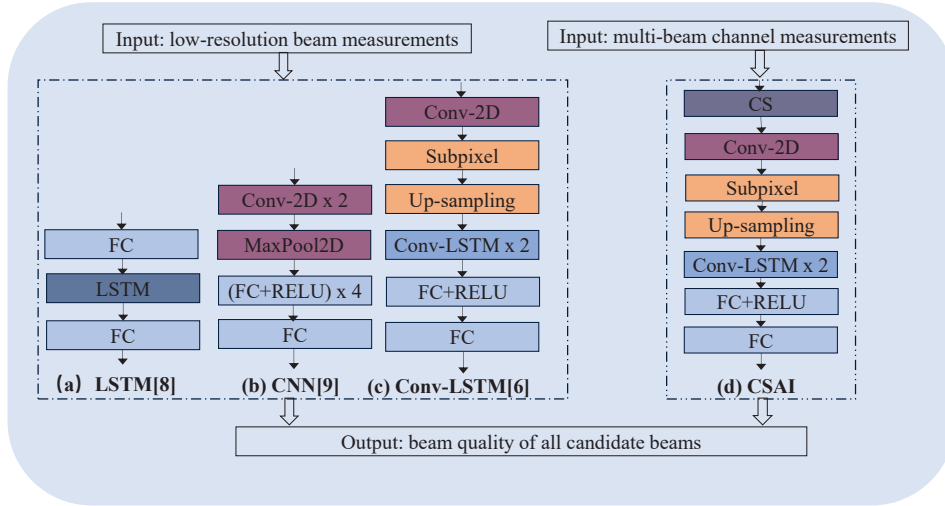 Input: low-resolution beam measurements
Input: multi-beam channel measurements
FC
LSTM
FC
(a) LSTM[8]
Conv-2D x 2
MaxPool2D
(FC+RELU) x 4
FC
(b) CNN[9]
Conv-2D
Subpixel
Up-sampling
Conv-LSTM x 2
FC+RELU
FC
(c) Conv-LSTM[6]
CS
Conv-2D
Subpixel
Up-sampling
Conv-LSTM x 2
FC+RELU
FC
(d) CSAI
Output: beam quality of all candidate beams